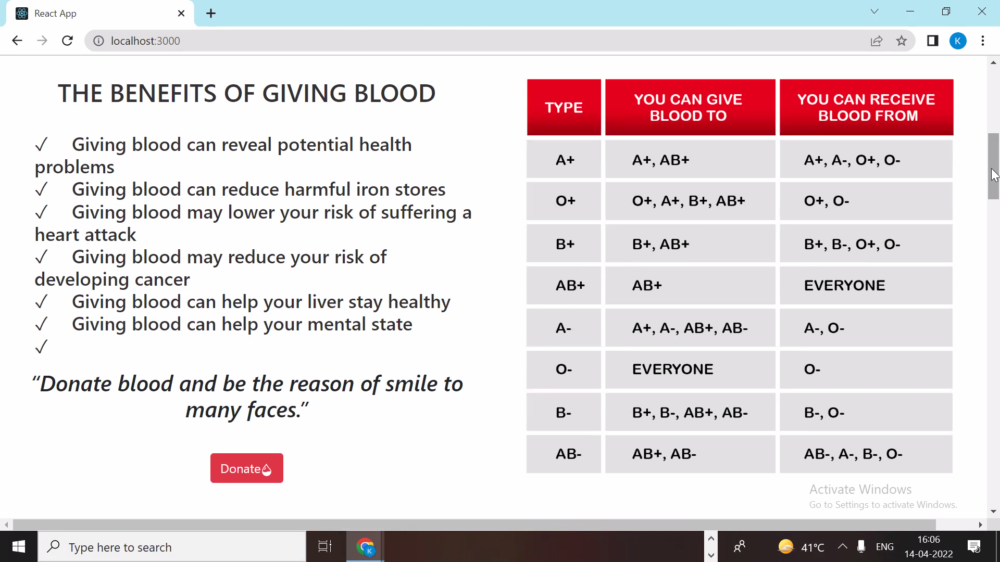 React App
localhost:3000
K
THE BENEFITS OF GIVING BLOOD
✓ Giving blood can reveal potential health
problems
✓ Giving blood can reduce harmful iron stores
✓ Giving blood may lower your risk of suffering a
heart attack
✓ Giving blood may reduce your risk of
developing cancer
✓ Giving blood can help your liver stay healthy
✓ Giving blood can help your mental state
✓
“Donate blood and be the reason of smile to
many faces.”
Donate
TYPE
YOU CAN GIVE
BLOOD TO
YOU CAN RECEIVE
BLOOD FROM
A+ A+, AB+ A+, A-, O+, O-
O+ O+, A+, B+, AB+ O+, O-
B+ B+, AB+ B+, B-, O+, O-
AB+ AB+ EVERYONE
A- A+, A-, AB+, AB- A-, O-
O- EVERYONE O-
B- B+, B-, AB+, AB- B-, O-
AB- AB+, AB- AB-, A-, B-, O-
Activate Windows
Go to Settings to activate Windows.
Type here to search
K
41°C
ENG
16:06
14-04-2022